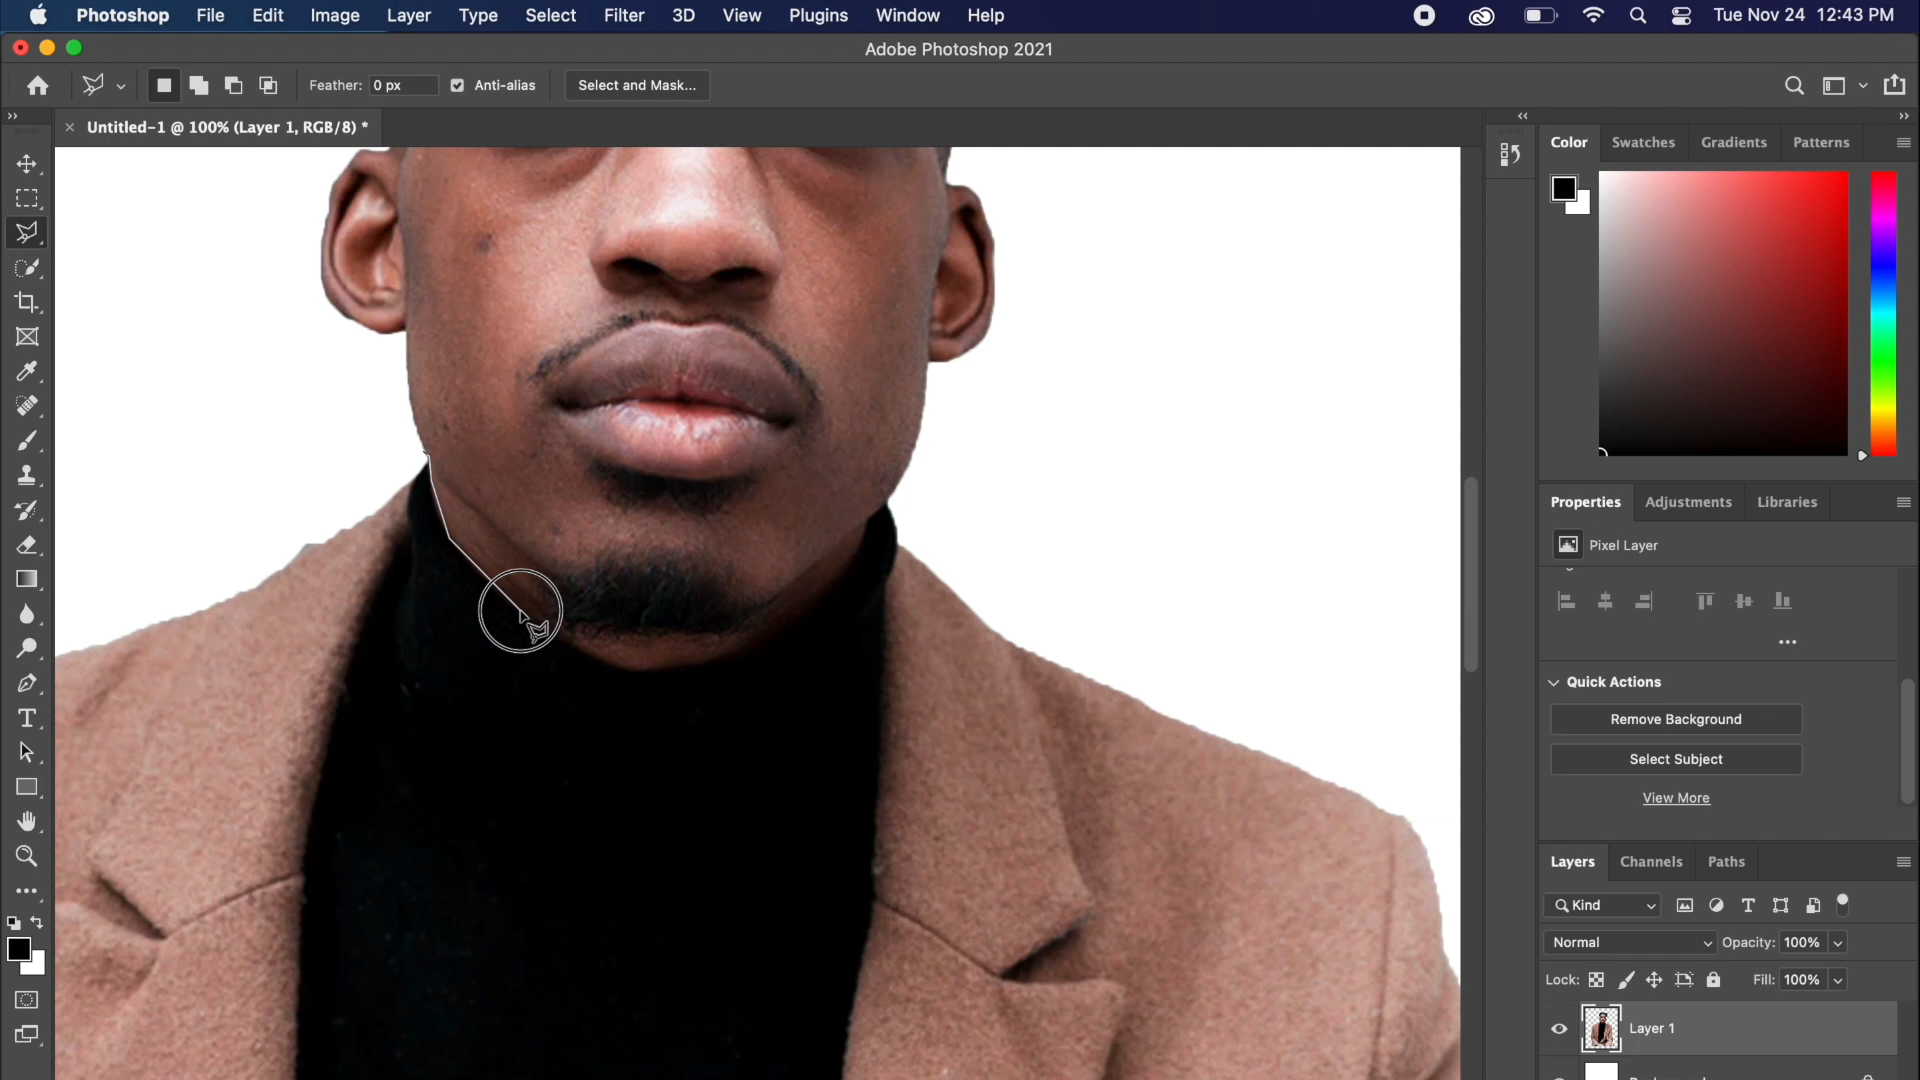 Photoshop File Edit Image Layer Type Select Filter 3D View Plugins Window Help Tue Nov 24 12:43 PM
Adobe Photoshop 2021
Feather: 0 px Anti-alias Select and Mask...
Untitled-1 @ 100% (Layer 1, RGB/8) *
Color Swatches Gradients Patterns
Properties Adjustments Libraries
Pixel Layer
Quick Actions
Remove Background
Select Subject
View More
Layers Channels Paths
Kind
Normal Opacity: 100%
Lock: Fill: 100%
Layer 1